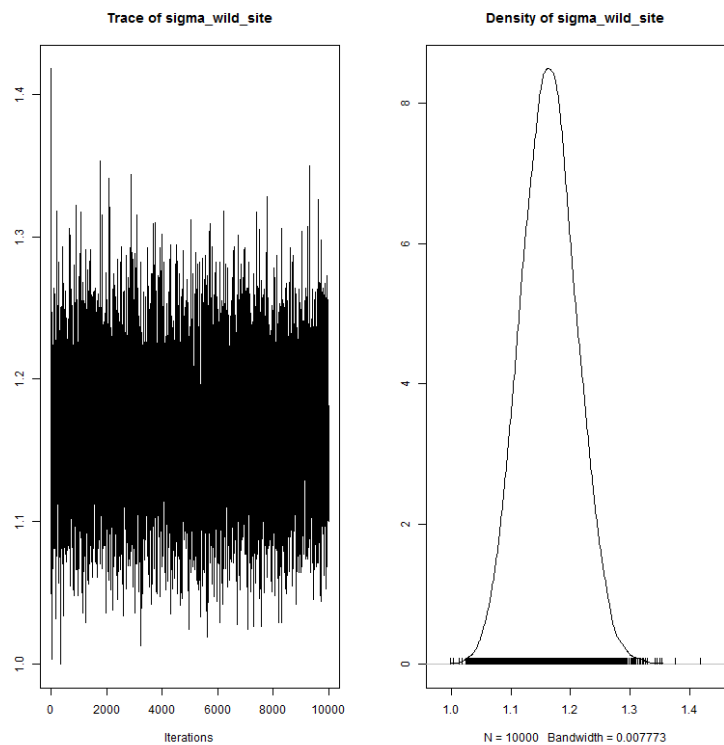 Trace of sigma_wild_site
1.4
1.3
1.2
1.1
1.0
0 2000 4000 6000 8000 10000
Iterations
Density of sigma_wild_site
8
6
4
2
0
1.0 1.1 1.2 1.3 1.4
N = 10000 Bandwidth = 0.007773